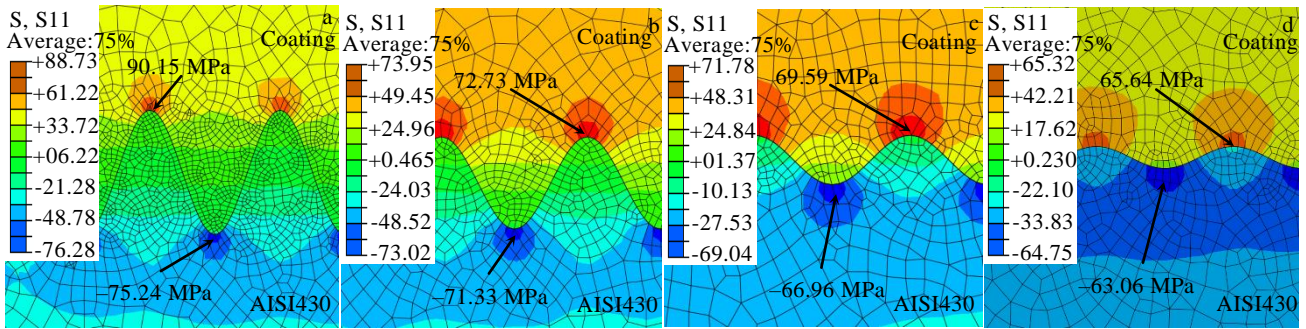 S, S11
Average:75%
+88.73
+61.22
+33.72
+06.22
-21.28
-48.78
-76.28
a
Coating
90.15 MPa
–75.24 MPa
AISI430
S, S11
Average:75%
+73.95
+49.45
+24.96
+0.465
-24.03
-48.52
-73.02
b
Coating
72.73 MPa
–71.33 MPa
AISI430
S, S11
Average:75%
+71.78
+48.31
+24.84
+01.37
-10.13
-27.53
-69.04
c
Coating
69.59 MPa
–66.96 MPa
AISI430
S, S11
Average:75%
+65.32
+42.21
+17.62
+0.230
-22.10
-33.83
-64.75
d
Coating
65.64 MPa
–63.06 MPa
AISI430